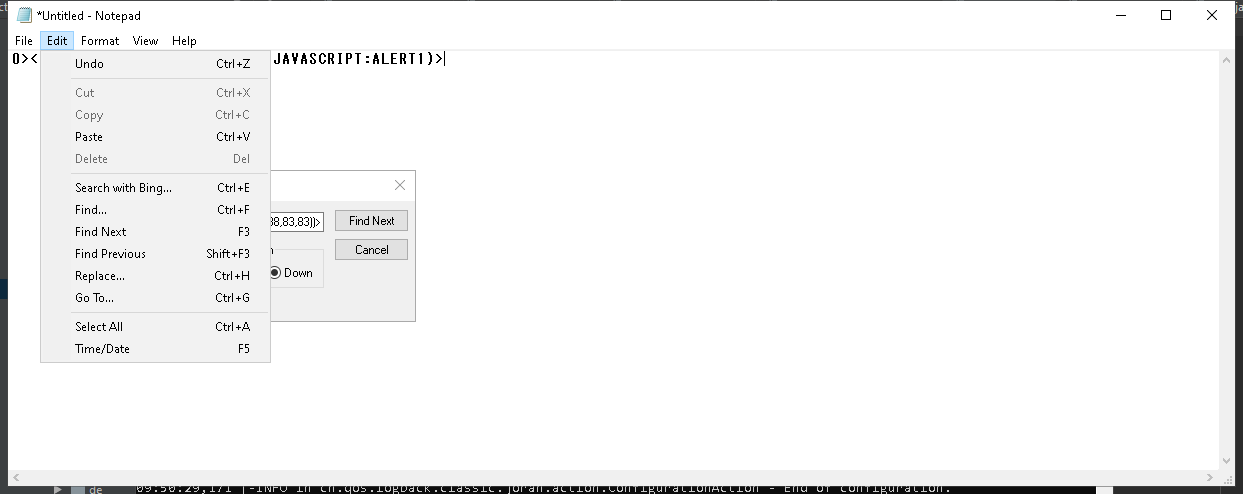 *Untitled - Notepad
File Edit Format View Help
0>< JAVASCRIPT:ALERT1)>
Undo Ctrl+Z
Cut Ctrl+X
Copy Ctrl+C
Paste Ctrl+V
Delete Del
Search with Bing... Ctrl+E
Find... Ctrl+F
Find Next F3
Find Previous Shift+F3
Replace... Ctrl+H
Go To... Ctrl+G
Select All Ctrl+A
Time/Date F5
88,83,83))> Find Next
Cancel
Down
de 09:50:29,171 |-INFO in ch.qos.logback.classic.joran.action.ConfigurationAction - End of configuration.